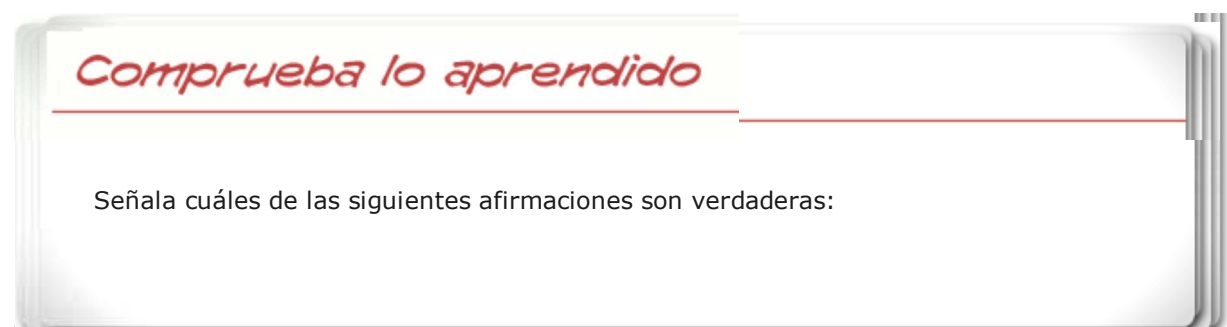 Comprueba lo aprendido
Señala cuáles de las siguientes afirmaciones son verdaderas: